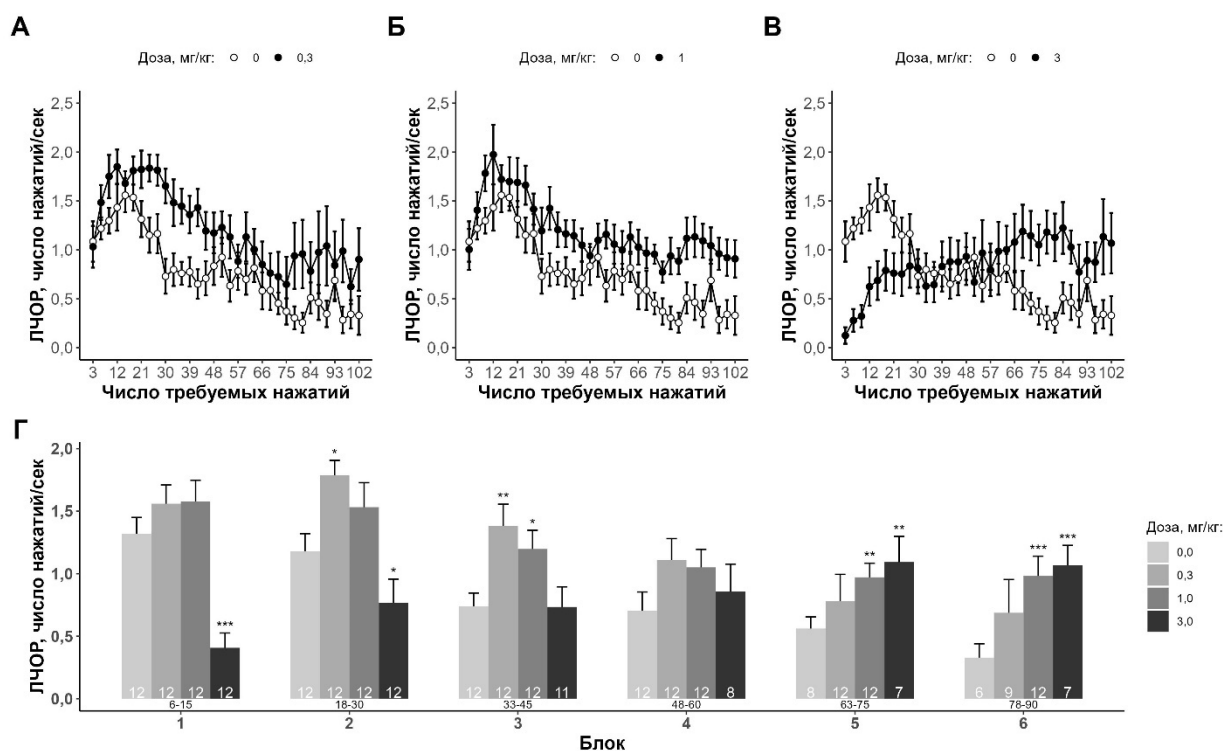 А
Доза, мг/кг: 0 0,3
ЛЧОР, число нажатий/сек
2,5
2,0
1,5
1,0
0,5
0,0
3 12 21 30 39 48 57 66 75 84 93 102
Число требуемых нажатий
Б
Доза, мг/кг: 0 1
ЛЧОР, число нажатий/сек
2,5
2,0
1,5
1,0
0,5
0,0
3 12 21 30 39 48 57 66 75 84 93 102
Число требуемых нажатий
В
Доза, мг/кг: 0 3
ЛЧОР, число нажатий/сек
2,5
2,0
1,5
1,0
0,5
0,0
3 12 21 30 39 48 57 66 75 84 93 102
Число требуемых нажатий
Г
ЛЧОР, число нажатий/сек
2,0
1,5
1,0
0,5
0,0
***
* *
** *
** **
*** ***
12 12 12 12 12 12 12 12 12 12 12 11 12 12 12 8 8 12 12 7 6 9 12 7
6-15 18-30 33-45 48-60 63-75 78-90
1 2 3 4 5 6
Блок
Доза, мг/кг:
0,0
0,3
1,0
3,0